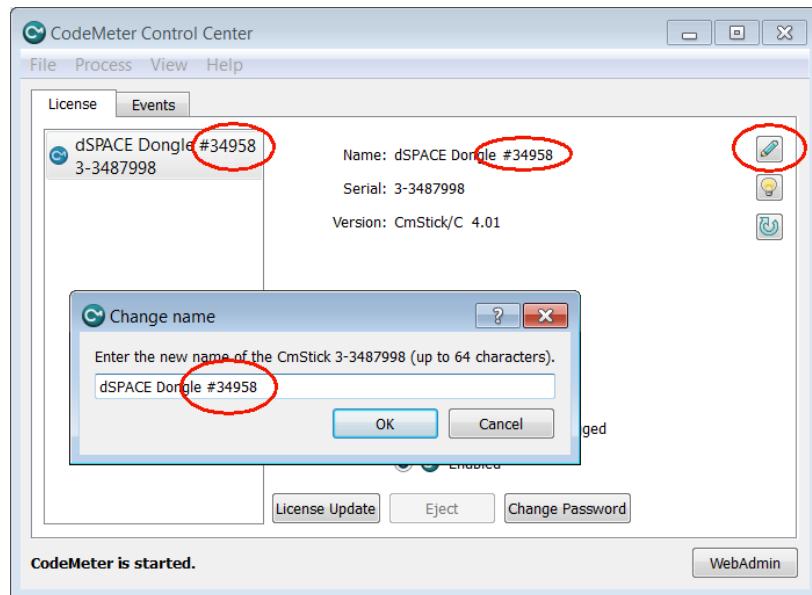 CodeMeter Control Center
File Process View Help
License Events
dSPACE Dongle #34958
3-3487998
Name: dSPACE Dongle #34958
Serial: 3-3487998
Version: CmStick/C 4.01
Change name
Enter the new name of the CmStick 3-3487998 (up to 64 characters).
dSPACE Dongle #34958
OK Cancel
ged
Enabled
License Update Eject Change Password
CodeMeter is started.
WebAdmin